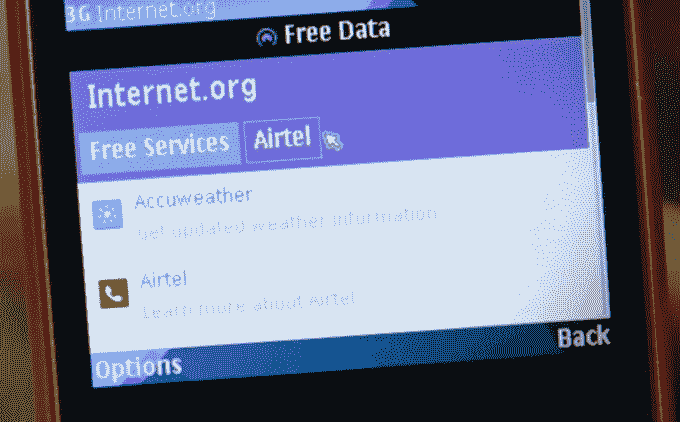 3G Internet.org
Free Data
Internet.org
Free Services Airtel
Accuweather
Get updated weather information
Airtel
Learn more about Airtel
Options Back